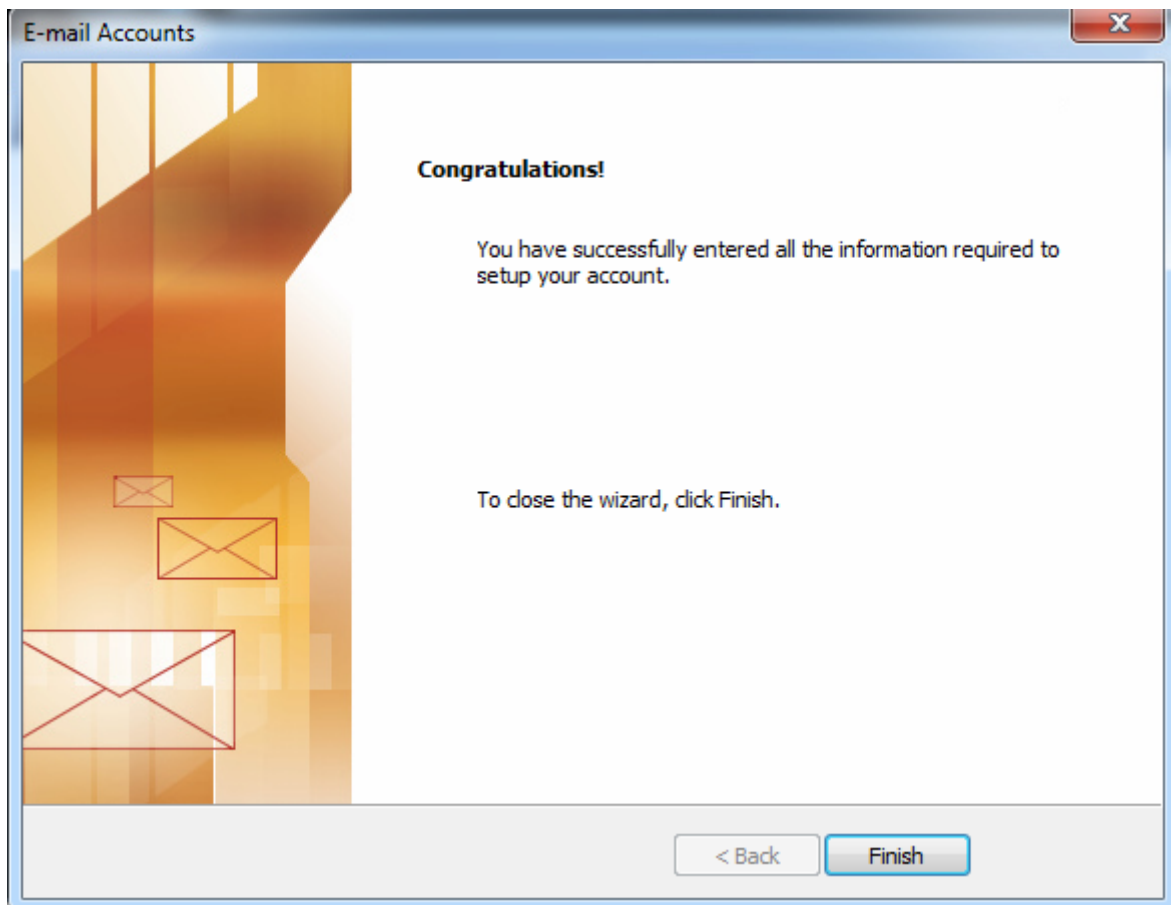 E-mail Accounts
X
Congratulations!
You have successfully entered all the information required to
setup your account.
To close the wizard, click Finish.
< Back
Finish